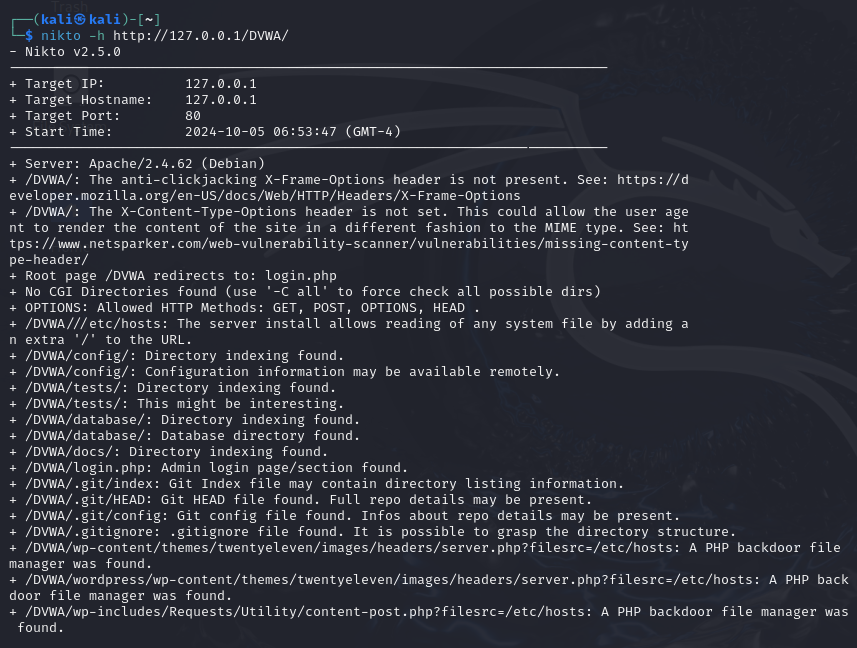 Trash
┌──(kali㉿kali)-[~]
└─$ nikto -h http://127.0.0.1/DVWA/
- Nikto v2.5.0
---------------------------------------------------------------------------
+ Target IP:          127.0.0.1
+ Target Hostname:    127.0.0.1
+ Target Port:        80
+ Start Time:         2024-10-05 06:53:47 (GMT-4)
---------------------------------------------------------------------------
+ Server: Apache/2.4.62 (Debian)
+ /DVWA/: The anti-clickjacking X-Frame-Options header is not present. See: https://d
eveloper.mozilla.org/en-US/docs/Web/HTTP/Headers/X-Frame-Options
+ /DVWA/: The X-Content-Type-Options header is not set. This could allow the user age
nt to render the content of the site in a different fashion to the MIME type. See: ht
tps://www.netsparker.com/web-vulnerability-scanner/vulnerabilities/missing-content-ty
pe-header/
+ Root page /DVWA redirects to: login.php
+ No CGI Directories found (use '-C all' to force check all possible dirs)
+ OPTIONS: Allowed HTTP Methods: GET, POST, OPTIONS, HEAD .
+ /DVWA///etc/hosts: The server install allows reading of any system file by adding a
n extra '/' to the URL.
+ /DVWA/config/: Directory indexing found.
+ /DVWA/config/: Configuration information may be available remotely.
+ /DVWA/tests/: Directory indexing found.
+ /DVWA/tests/: This might be interesting.
+ /DVWA/database/: Directory indexing found.
+ /DVWA/database/: Database directory found.
+ /DVWA/docs/: Directory indexing found.
+ /DVWA/login.php: Admin login page/section found.
+ /DVWA/.git/index: Git Index file may contain directory listing information.
+ /DVWA/.git/HEAD: Git HEAD file found. Full repo details may be present.
+ /DVWA/.git/config: Git config file found. Infos about repo details may be present.
+ /DVWA/.gitignore: .gitignore file found. It is possible to grasp the directory structure.
+ /DVWA/wp-content/themes/twentyeleven/images/headers/server.php?filesrc=/etc/hosts: A PHP backdoor file
manager was found.
+ /DVWA/wordpress/wp-content/themes/twentyeleven/images/headers/server.php?filesrc=/etc/hosts: A PHP back
door file manager was found.
+ /DVWA/wp-includes/Requests/Utility/content-post.php?filesrc=/etc/hosts: A PHP backdoor file manager was
 found.